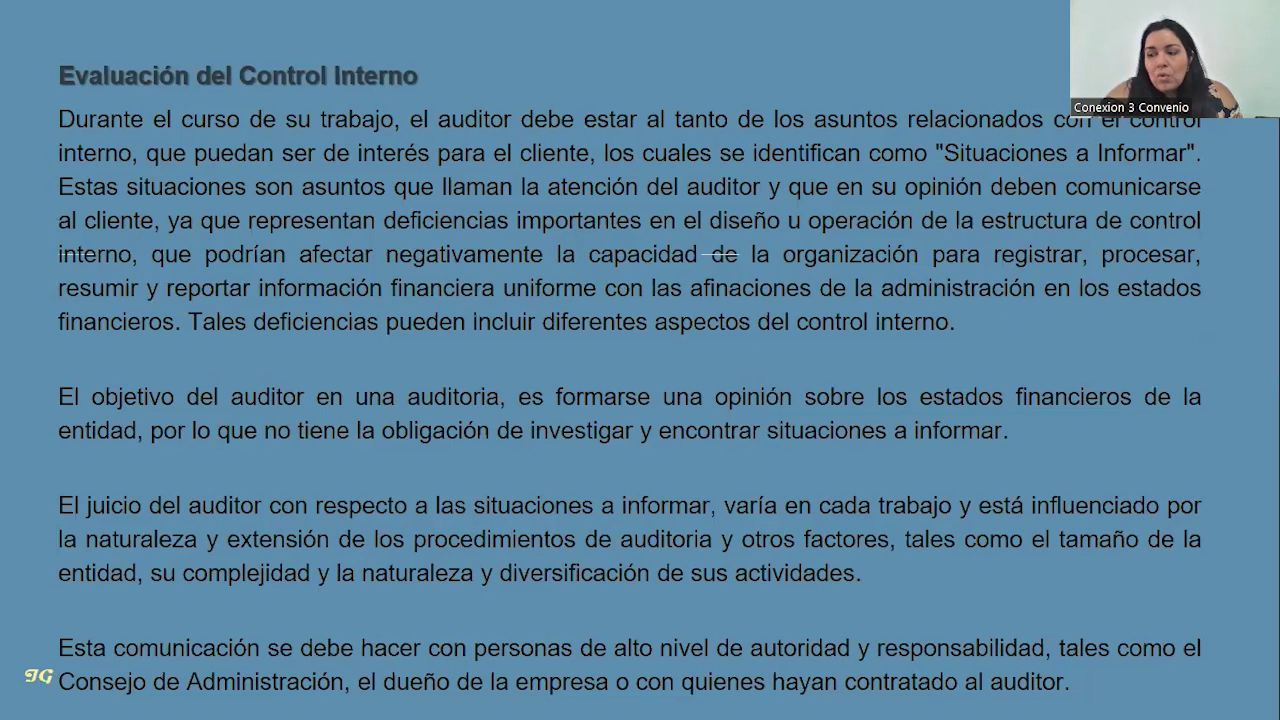 Evaluación del Control Interno
Durante el curso de su trabajo, el auditor debe estar al tanto de los asuntos relacionados con el control
interno, que puedan ser de interés para el cliente, los cuales se identifican como "Situaciones a Informar".
Estas situaciones son asuntos que llaman la atención del auditor y que en su opinión deben comunicarse
al cliente, ya que representan deficiencias importantes en el diseño u operación de la estructura de control
interno, que podrían afectar negativamente la capacidad de la organización para registrar, procesar,
resumir y reportar información financiera uniforme con las afinaciones de la administración en los estados
financieros. Tales deficiencias pueden incluir diferentes aspectos del control interno.
El objetivo del auditor en una auditoria, es formarse una opinión sobre los estados financieros de la
entidad, por lo que no tiene la obligación de investigar y encontrar situaciones a informar.
El juicio del auditor con respecto a las situaciones a informar, varía en cada trabajo y está influenciado por
la naturaleza y extensión de los procedimientos de auditoria y otros factores, tales como el tamaño de la
entidad, su complejidad y la naturaleza y diversificación de sus actividades.
Esta comunicación se debe hacer con personas de alto nivel de autoridad y responsabilidad, tales como el
Consejo de Administración, el dueño de la empresa o con quienes hayan contratado al auditor.
Conexion 3 Convenio
IG